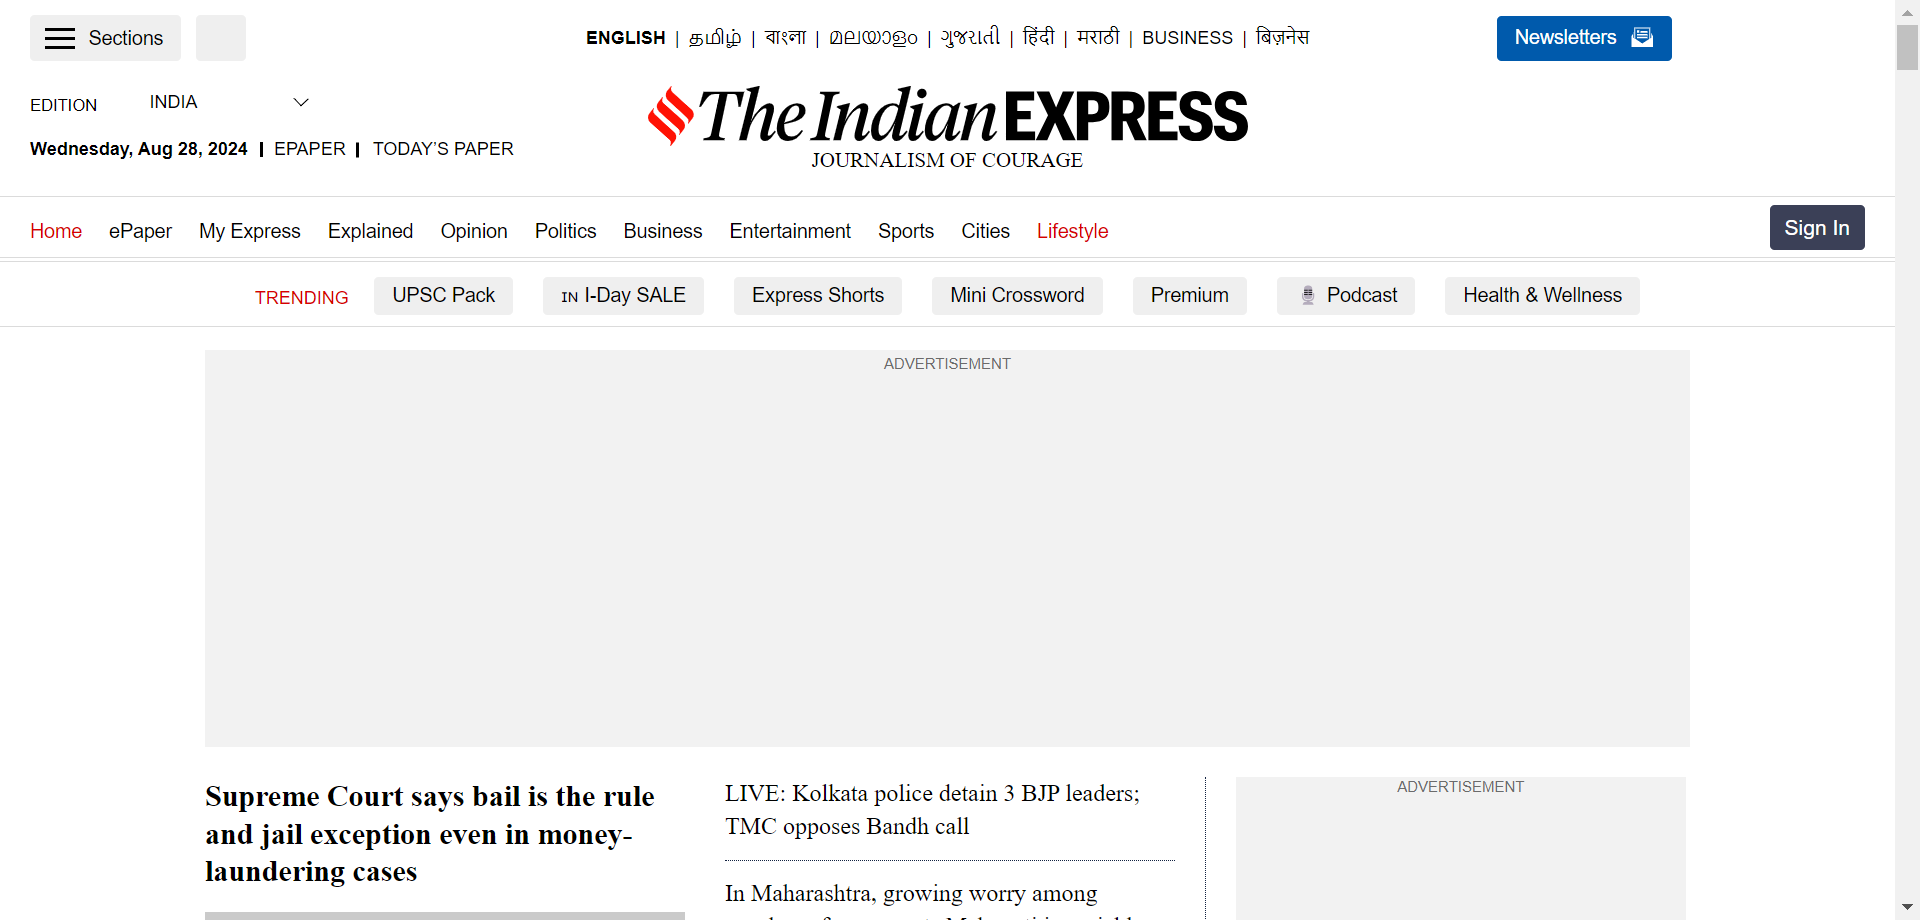 Sections
ENGLISH | தமிழ் | বাংলা | മലയാളം | ગુજરાતી | हिंदी | मराठी | BUSINESS | बिज़नेस
Newsletters
EDITION INDIA
The Indian EXPRESS
JOURNALISM OF COURAGE
Wednesday, Aug 28, 2024 | EPAPER | TODAY'S PAPER
Home ePaper My Express Explained Opinion Politics Business Entertainment Sports Cities Lifestyle
Sign In
TRENDING UPSC Pack IN I-Day SALE Express Shorts Mini Crossword Premium Podcast Health & Wellness
ADVERTISEMENT
Supreme Court says bail is the rule
and jail exception even in money-
laundering cases
LIVE: Kolkata police detain 3 BJP leaders;
TMC opposes Bandh call
In Maharashtra, growing worry among
ADVERTISEMENT